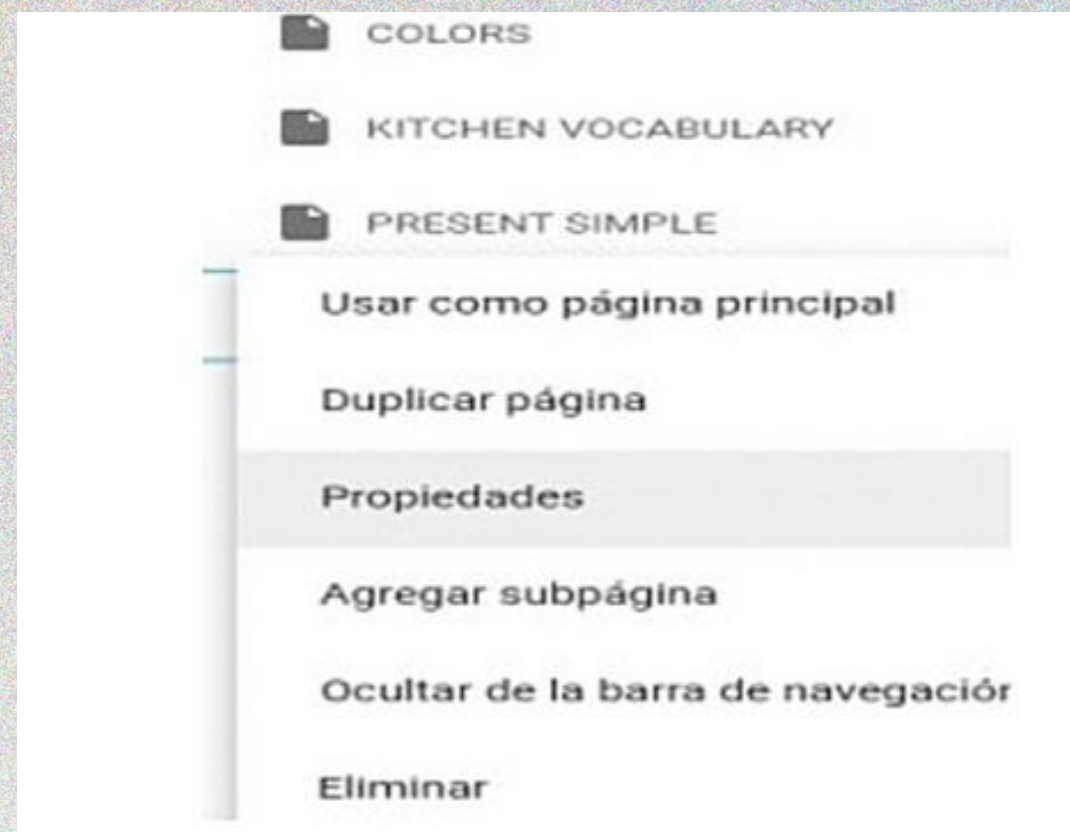 COLORS
KITCHEN VOCABULARY
PRESENT SIMPLE
Usar como página principal
Duplicar página
Propiedades
Agregar subpágina
Ocultar de la barra de navegaciór
Eliminar